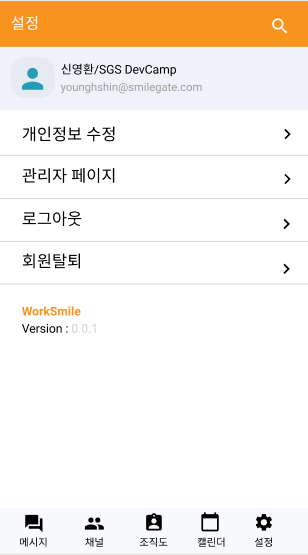 설정
신영환/SGS DevCamp
younghshin@smilegate.com
개인정보 수정
관리자 페이지
로그아웃
회원탈퇴
WorkSmile
Version : 0.0.1
메시지 채널 조직도 캘린더 설정